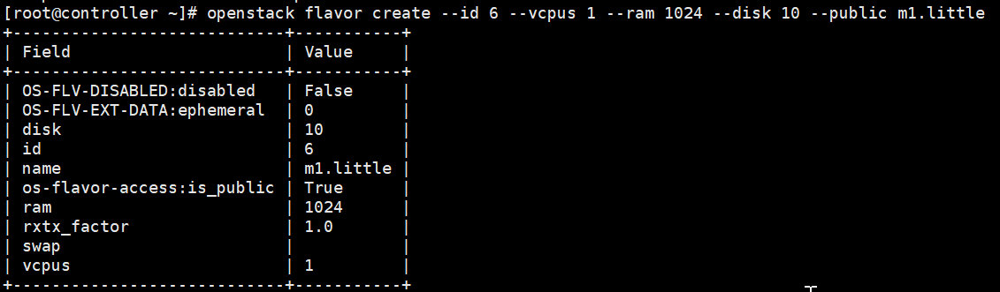 [root@controller ~]# openstack flavor create --id 6 --vcpus 1 --ram 1024 --disk 10 --public m1.little
+----------------------------+-----------+
| Field                      | Value     |
+----------------------------+-----------+
| OS-FLV-DISABLED:disabled   | False     |
| OS-FLV-EXT-DATA:ephemeral  | 0         |
| disk                       | 10        |
| id                         | 6         |
| name                       | m1.little |
| os-flavor-access:is_public | True      |
| ram                        | 1024      |
| rxtx_factor                | 1.0       |
| swap                       |           |
| vcpus                      | 1         |
+----------------------------+-----------+